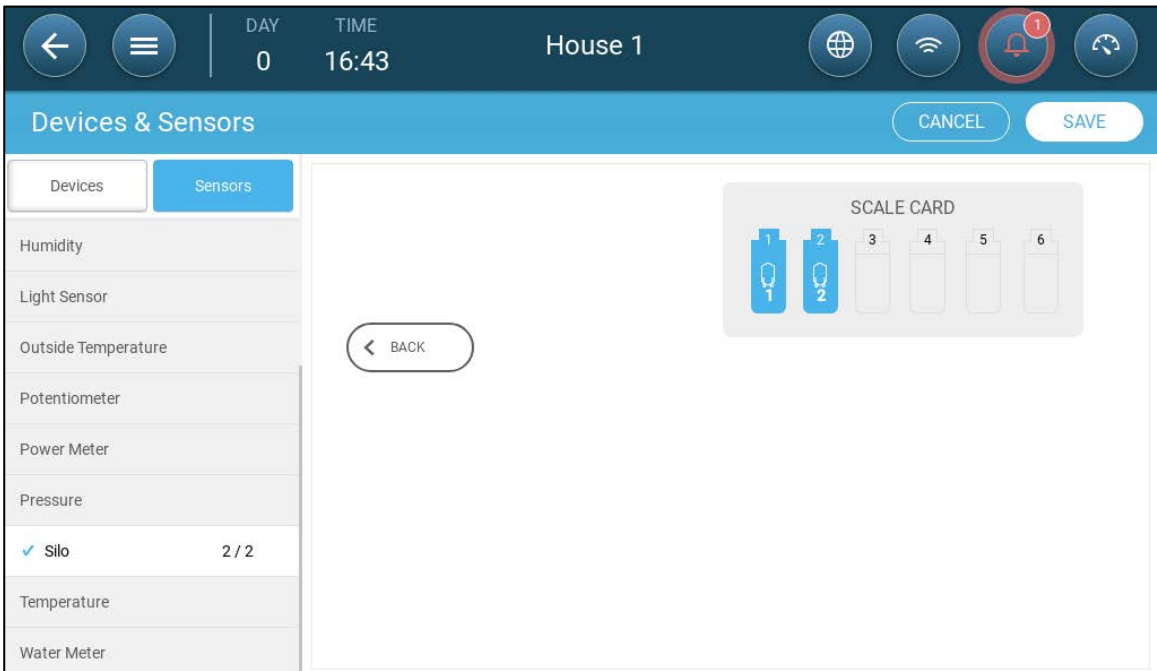 DAY
0
TIME
16:43
House 1
1
Devices & Sensors
CANCEL
SAVE
Devices
Sensors
Humidity
Light Sensor
Outside Temperature
Potentiometer
Power Meter
Pressure
Silo 2 / 2
Temperature
Water Meter
BACK
SCALE CARD
1 2 3 4 5 6
1 2